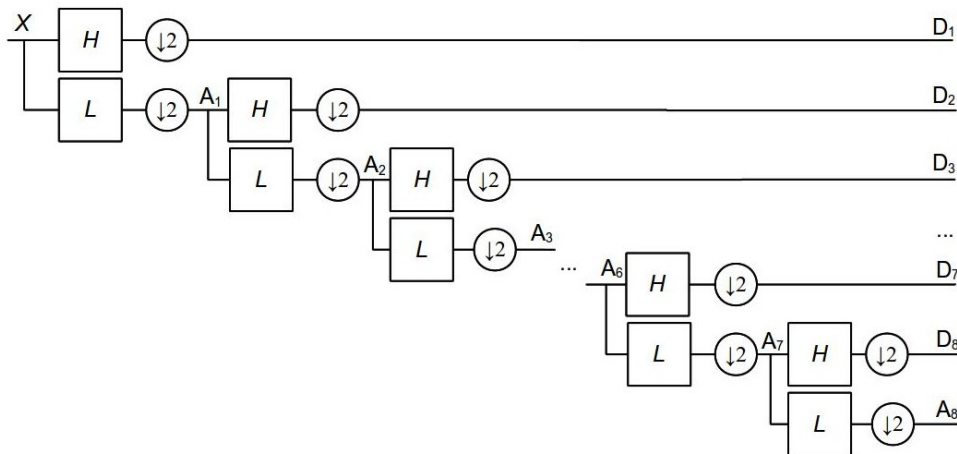 X H ↓2 D₁
L ↓2 A₁ H ↓2 D₂
L ↓2 A₂ H ↓2 D₃
L ↓2 A₃ ...
... A₆ H ↓2 D₇
L ↓2 A₇ H ↓2 D₈
L ↓2 A₈